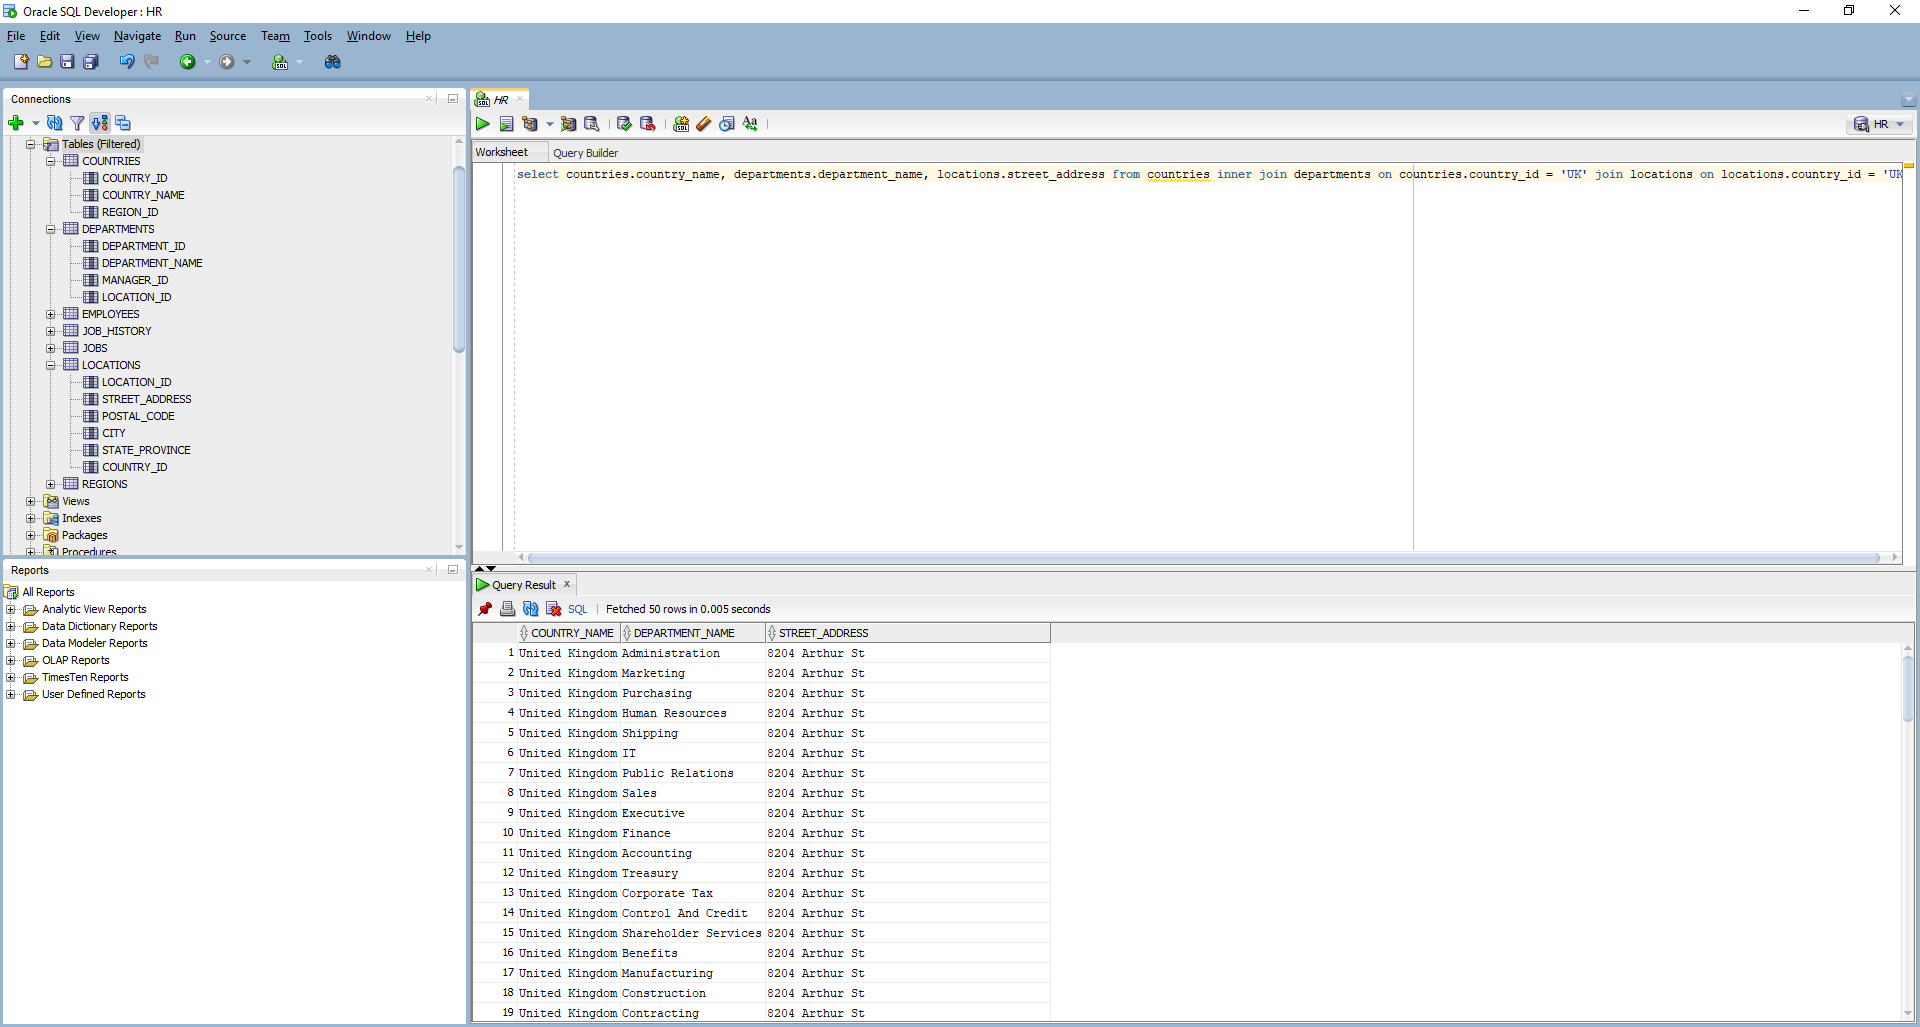 Oracle SQL Developer : HR
File Edit View Navigate Run Source Team Tools Window Help
Connections
Tables (Filtered)
COUNTRIES
COUNTRY_ID
COUNTRY_NAME
REGION_ID
DEPARTMENTS
DEPARTMENT_ID
DEPARTMENT_NAME
MANAGER_ID
LOCATION_ID
EMPLOYEES
JOB_HISTORY
JOBS
LOCATIONS
LOCATION_ID
STREET_ADDRESS
POSTAL_CODE
CITY
STATE_PROVINCE
COUNTRY_ID
REGIONS
Views
Indexes
Packages
Procedures
Reports
All Reports
Analytic View Reports
Data Dictionary Reports
Data Modeler Reports
OLAP Reports
TimesTen Reports
User Defined Reports
HR
HR
Worksheet Query Builder
select countries.country_name, departments.department_name, locations.street_address from countries inner join departments on countries.country_id = 'UK' join locations on locations.country_id = 'UK
Query Result
SQL Fetched 50 rows in 0.005 seconds
COUNTRY_NAME DEPARTMENT_NAME STREET_ADDRESS
1 United Kingdom Administration 8204 Arthur St
2 United Kingdom Marketing 8204 Arthur St
3 United Kingdom Purchasing 8204 Arthur St
4 United Kingdom Human Resources 8204 Arthur St
5 United Kingdom Shipping 8204 Arthur St
6 United Kingdom IT 8204 Arthur St
7 United Kingdom Public Relations 8204 Arthur St
8 United Kingdom Sales 8204 Arthur St
9 United Kingdom Executive 8204 Arthur St
10 United Kingdom Finance 8204 Arthur St
11 United Kingdom Accounting 8204 Arthur St
12 United Kingdom Treasury 8204 Arthur St
13 United Kingdom Corporate Tax 8204 Arthur St
14 United Kingdom Control And Credit 8204 Arthur St
15 United Kingdom Shareholder Services 8204 Arthur St
16 United Kingdom Benefits 8204 Arthur St
17 United Kingdom Manufacturing 8204 Arthur St
18 United Kingdom Construction 8204 Arthur St
19 United Kingdom Contracting 8204 Arthur St